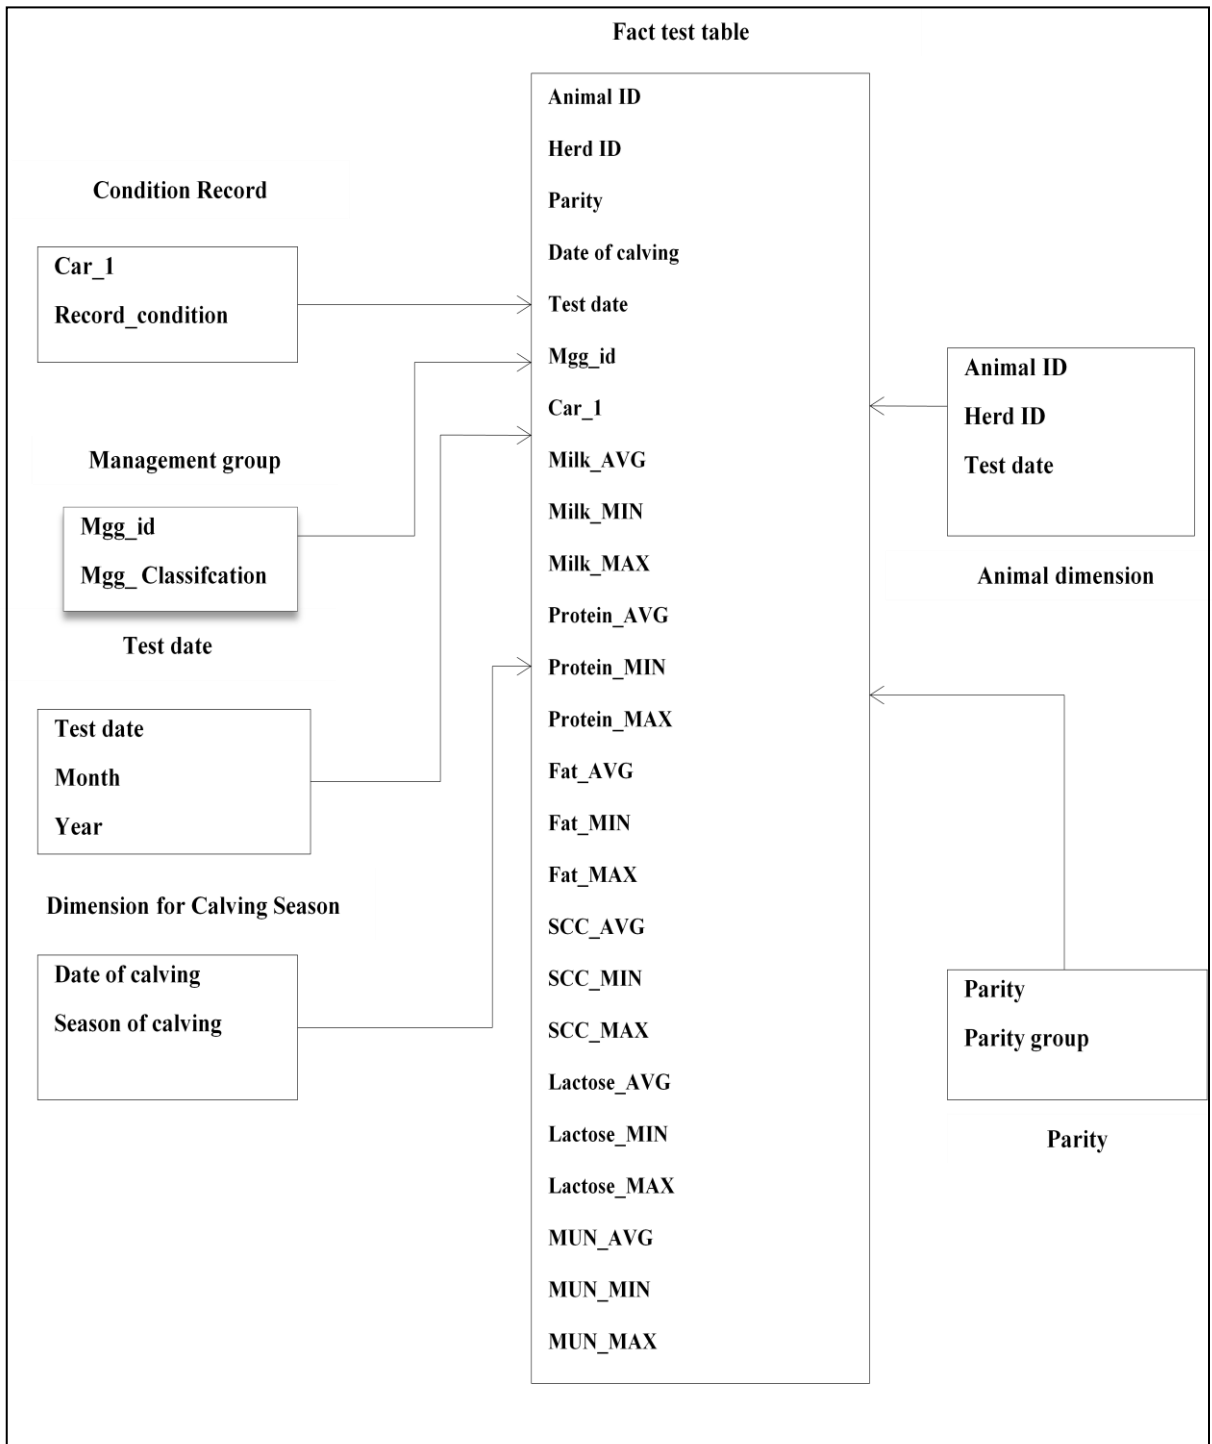 Fact test table
Animal ID
Herd ID
Parity
Date of calving
Test date
Mgg_id
Car_1
Milk_AVG
Milk_MIN
Milk_MAX
Protein_AVG
Protein_MIN
Protein_MAX
Fat_AVG
Fat_MIN
Fat_MAX
SCC_AVG
SCC_MIN
SCC_MAX
Lactose_AVG
Lactose_MIN
Lactose_MAX
MUN_AVG
MUN_MIN
MUN_MAX
Condition Record
Car_1
Record_condition
Management group
Mgg_id
Mgg_ Classifcation
Test date
Test date
Month
Year
Dimension for Calving Season
Date of calving
Season of calving
Animal ID
Herd ID
Test date
Animal dimension
Parity
Parity group
Parity